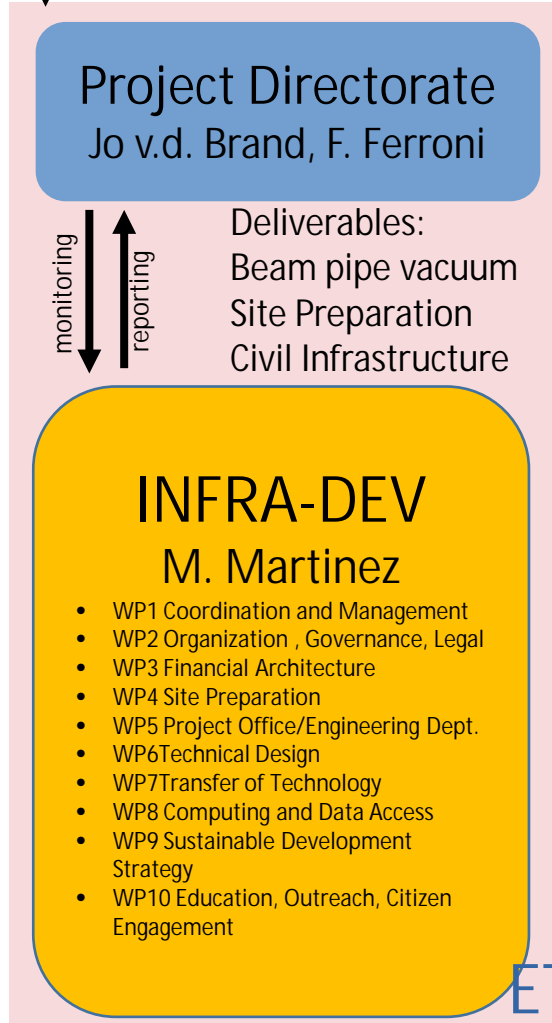 Project Directorate
Jo v.d. Brand, F. Ferroni
monitoring
reporting
Deliverables:
Beam pipe vacuum
Site Preparation
Civil Infrastructure
INFRA-DEV
M. Martinez
• WP1 Coordination and Management
• WP2 Organization , Governance, Legal
• WP3 Financial Architecture
• WP4 Site Preparation
• WP5 Project Office/Engineering Dept.
• WP6Technical Design
• WP7Transfer of Technology
• WP8 Computing and Data Access
• WP9 Sustainable Development
Strategy
• WP10 Education, Outreach, Citizen
Engagement